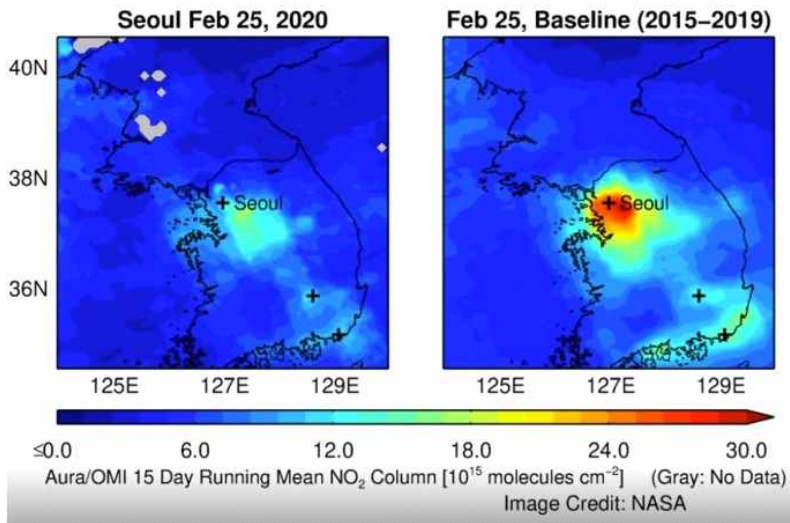 Seoul Feb 25, 2020
Feb 25, Baseline (2015−2019)
40N
38N
36N
Seoul
Seoul
125E 127E 129E
125E 127E 129E
≤0.0 6.0 12.0 18.0 24.0 30.0
Aura/OMI 15 Day Running Mean NO₂ Column [10¹⁵ molecules cm⁻²] (Gray: No Data)
Image Credit: NASA